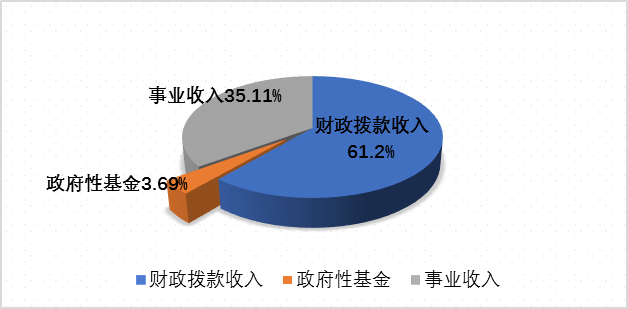 事业收入35.11%
财政拨款收入
61.2%
政府性基金3.69%
财政拨款收入 政府性基金 事业收入